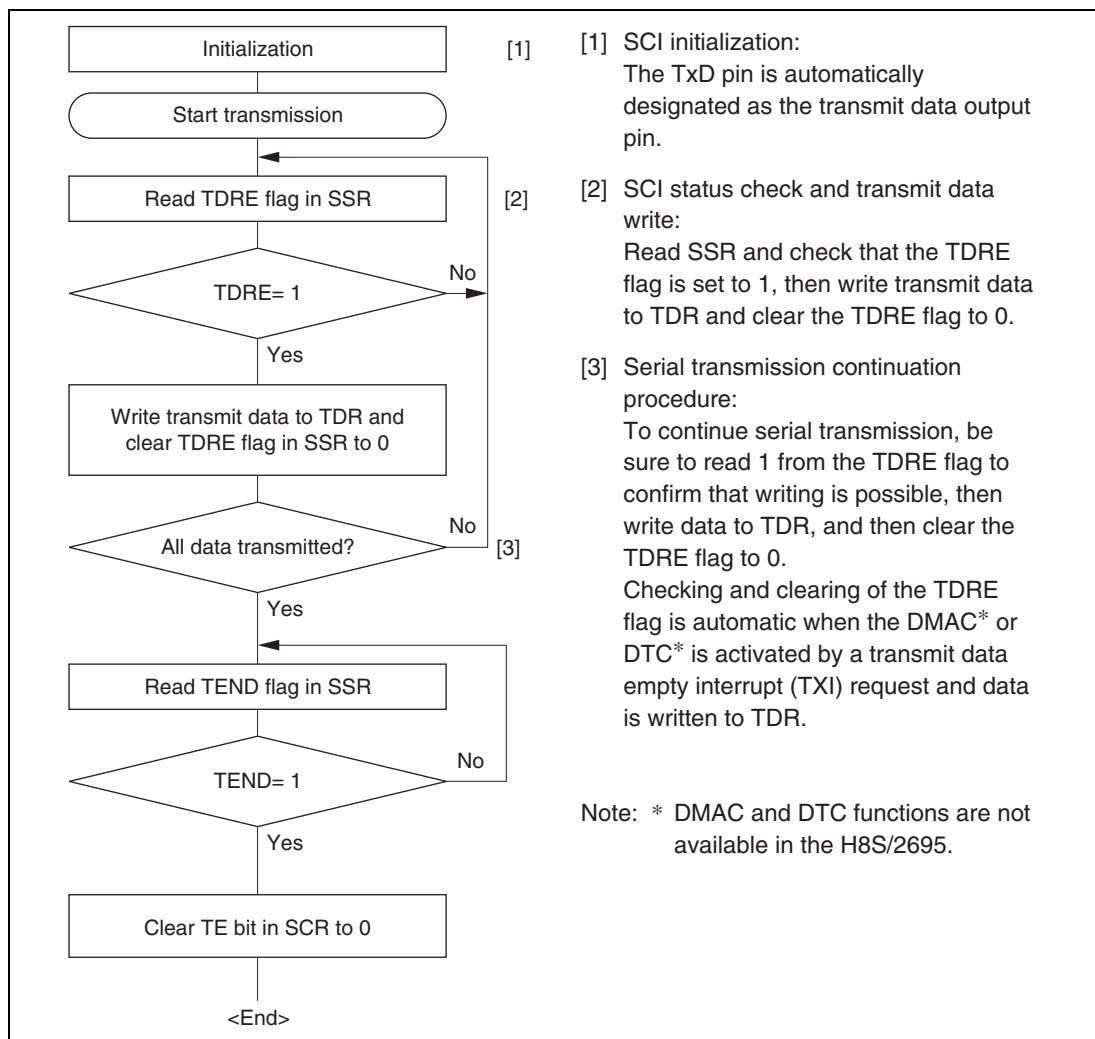 Initialization [1]
Start transmission
Read TDRE flag in SSR [2]
TDRE= 1
No
Yes
Write transmit data to TDR and
clear TDRE flag in SSR to 0
All data transmitted?
No
[3]
Yes
Read TEND flag in SSR
TEND= 1
No
Yes
Clear TE bit in SCR to 0
<End>
[1] SCI initialization:
The TxD pin is automatically
designated as the transmit data output
pin.
[2] SCI status check and transmit data
write:
Read SSR and check that the TDRE
flag is set to 1, then write transmit data
to TDR and clear the TDRE flag to 0.
[3] Serial transmission continuation
procedure:
To continue serial transmission, be
sure to read 1 from the TDRE flag to
confirm that writing is possible, then
write data to TDR, and then clear the
TDRE flag to 0.
Checking and clearing of the TDRE
flag is automatic when the DMAC* or
DTC* is activated by a transmit data
empty interrupt (TXI) request and data
is written to TDR.
Note: * DMAC and DTC functions are not
available in the H8S/2695.